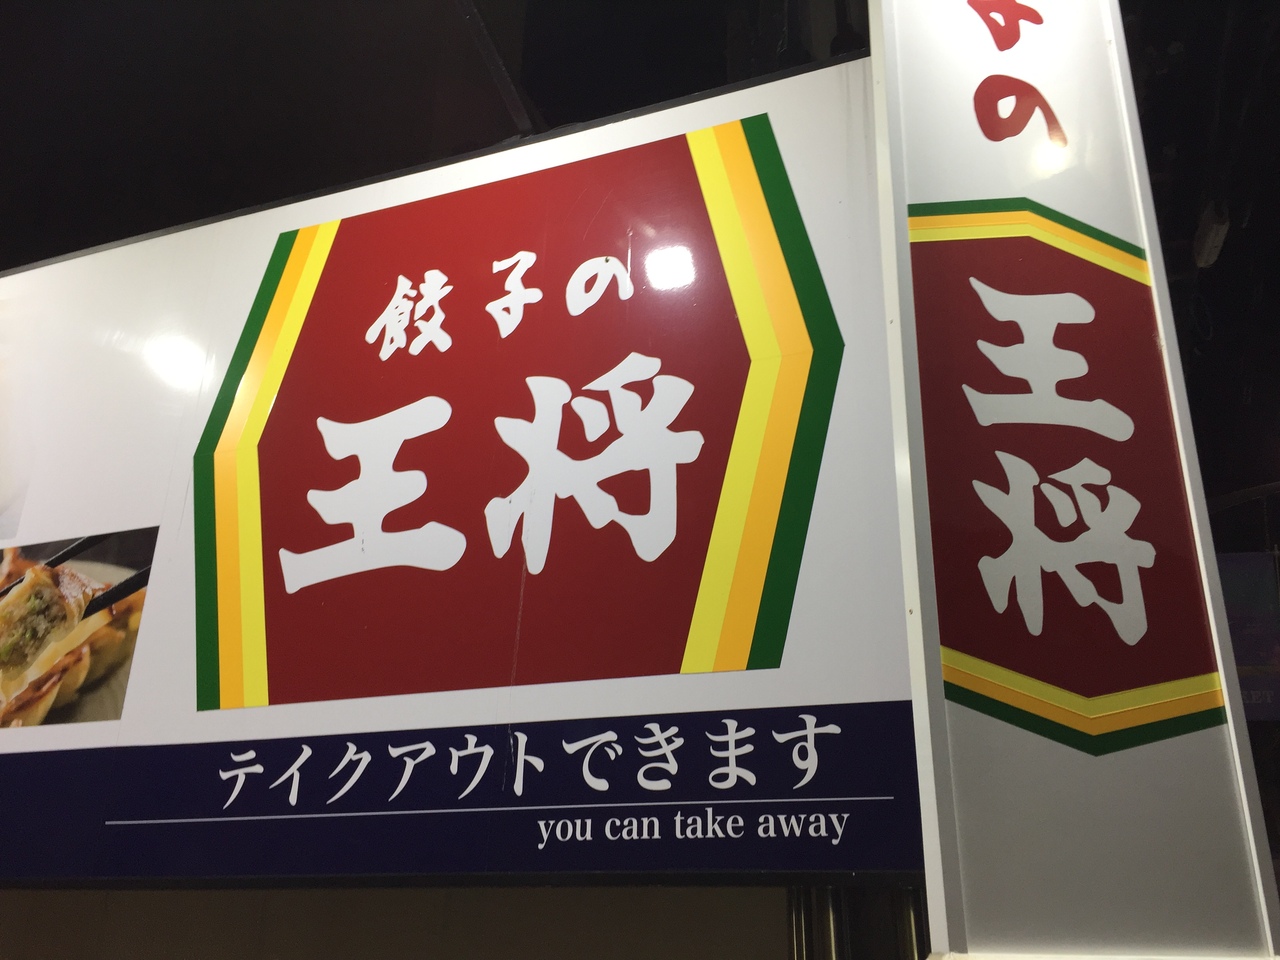 餃子の
王将
テイクアウトできます
you can take away
の
王将